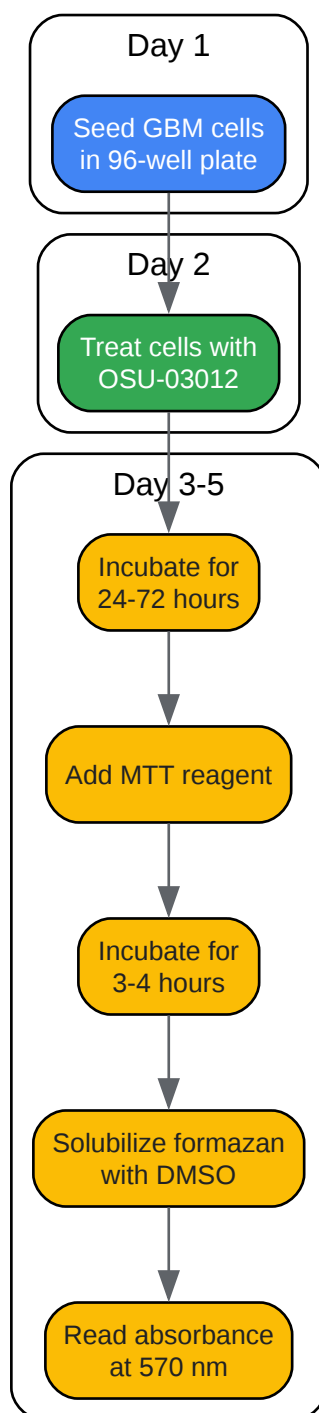 Day 1
Seed GBM cells
in 96-well plate
Day 2
Treat cells with
OSU-03012
Day 3-5
Incubate for
24-72 hours
Add MTT reagent
Incubate for
3-4 hours
Solubilize formazan
with DMSO
Read absorbance
at 570 nm